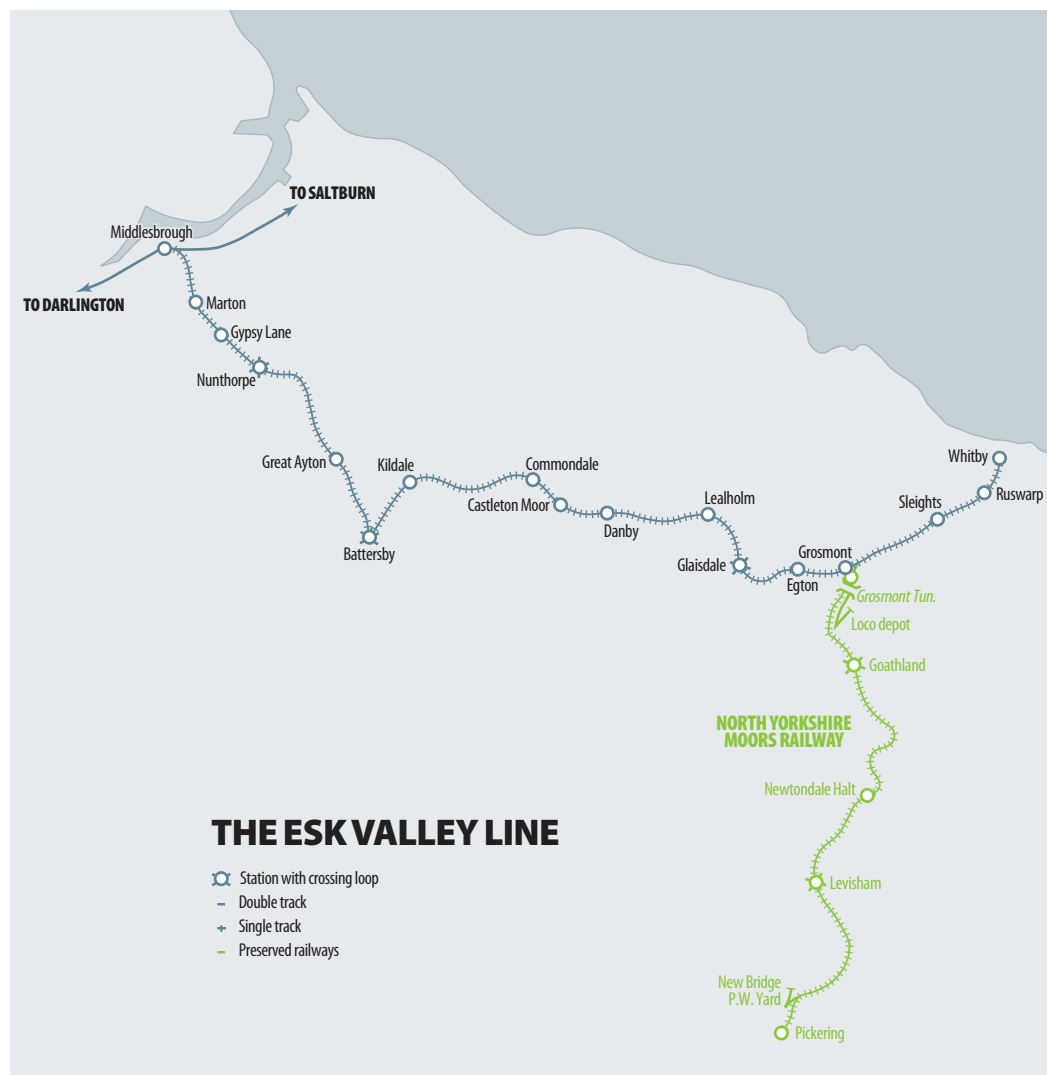 TO SALTBURN
Middlesbrough
TO DARLINGTON
Marton
Gypsy Lane
Nunthorpe
Great Ayton
Kildale
Battersby
Commondale
Castleton Moor
Danby
Lealholm
Glaisdale
Egton
Grosmont
Sleights
Ruswarp
Whitby
Grosmont Tun.
Loco depot
Goathland
NORTH YORKSHIRE
MOORS RAILWAY
Newtondale Halt
Levisham
New Bridge
P.W. Yard
Pickering
THE ESK VALLEY LINE
Station with crossing loop
Double track
Single track
Preserved railways